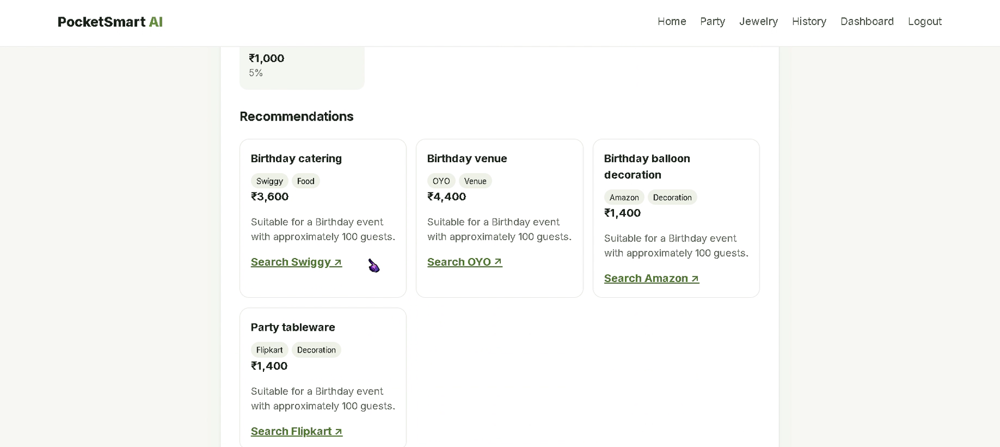 PocketSmart AI
Home Party Jewelry History Dashboard Logout
₹1,000
5%
Recommendations
Birthday catering
Swiggy Food
₹3,600
Suitable for a Birthday event
with approximately 100 guests.
Search Swiggy ↗
Birthday venue
OYO Venue
₹4,400
Suitable for a Birthday event
with approximately 100 guests.
Search OYO ↗
Birthday balloon
decoration
Amazon Decoration
₹1,400
Suitable for a Birthday event
with approximately 100 guests.
Search Amazon ↗
Party tableware
Flipkart Decoration
₹1,400
Suitable for a Birthday event
with approximately 100 guests.
Search Flipkart ↗